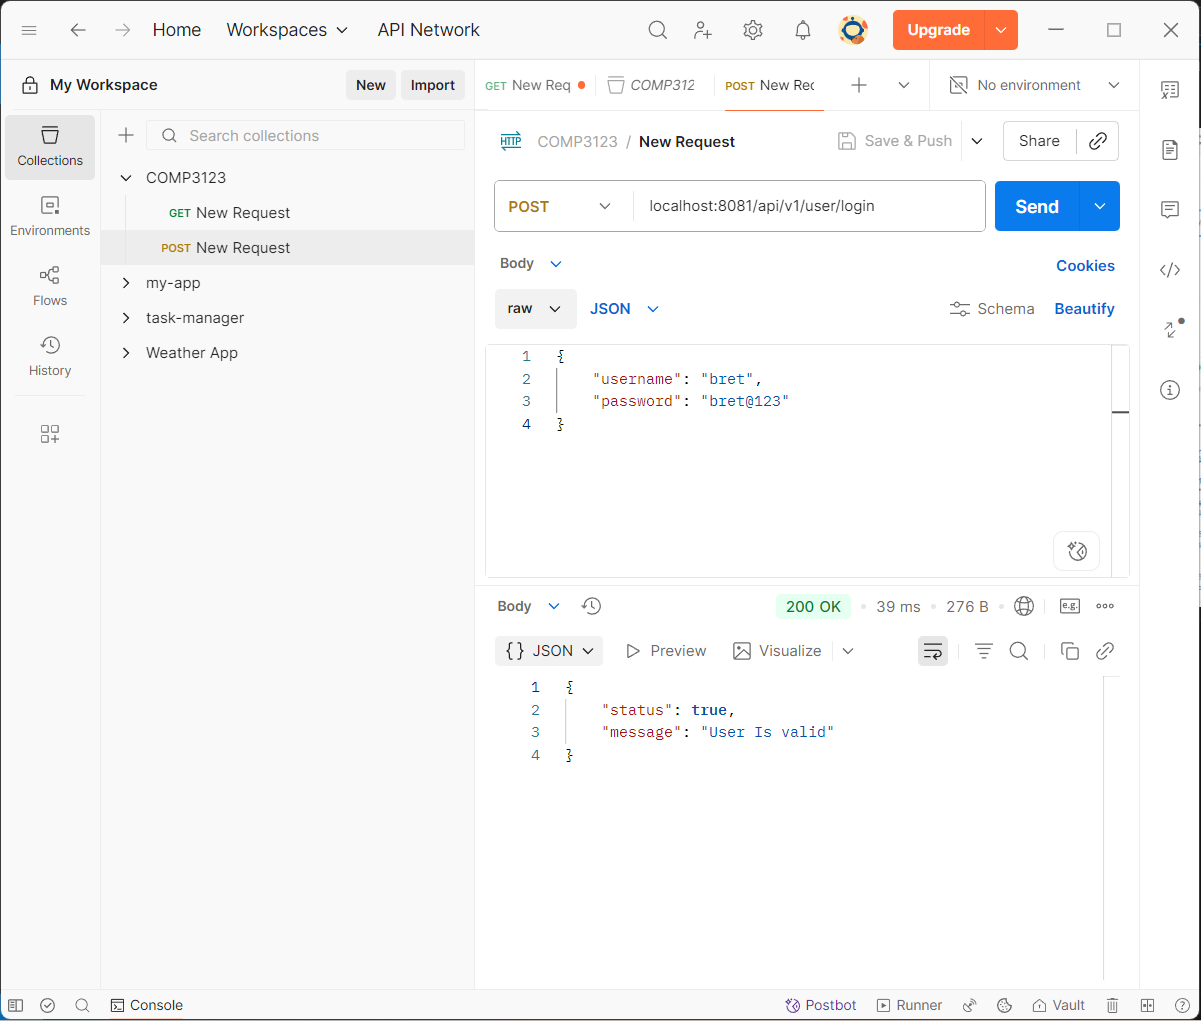 Home Workspaces API Network Upgrade
My Workspace New Import
GET New Req COMP312 POST New Rec No environment
Search collections
Collections
Environments
Flows
History
COMP3123
GET New Request
POST New Request
my-app
task-manager
Weather App
HTTP COMP3123 / New Request Save & Push Share
POST localhost:8081/api/v1/user/login Send
Body Cookies
raw JSON Schema Beautify
1 {
2 "username": "bret",
3 "password": "bret@123"
4 }
Body 200 OK • 39 ms • 276 B • e.g.
{} JSON Preview Visualize
1 {
2 "status": true,
3 "message": "User Is valid"
4 }
Console Postbot Runner Vault